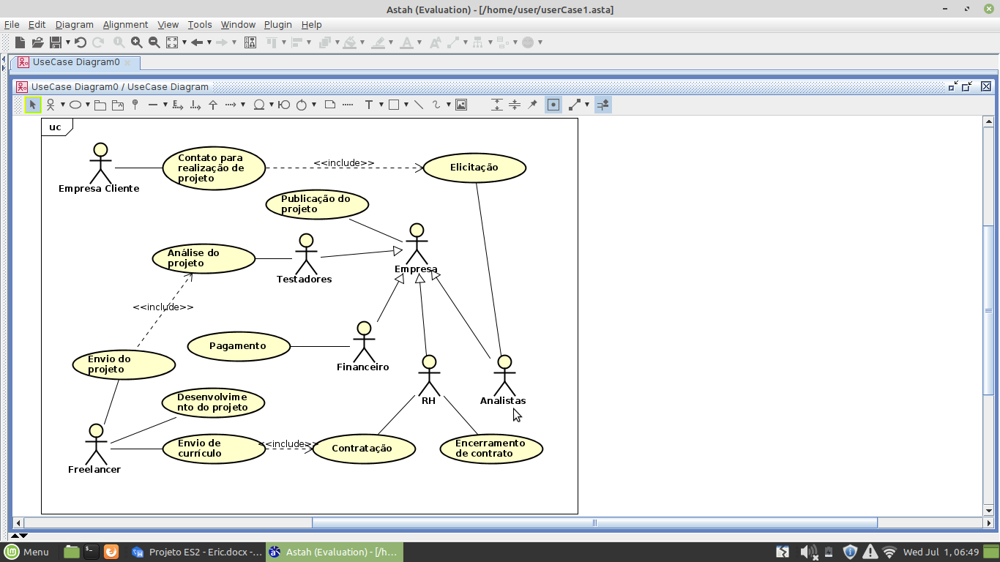 Astah (Evaluation) - [/home/user/userCase1.asta]
File Edit Diagram Alignment View Tools Window Plugin Help
UseCase Diagram0
UseCase Diagram0 / UseCase Diagram
T
uc
Empresa Cliente
Contato para
realização de
projeto
<<include>>
Elicitação
Publicação do
projeto
Empresa
Análise do
projeto
Testadores
<<include>>
Pagamento
Financeiro
Envio do
projeto
RH
Analistas
Desenvolvime
nto do projeto
Freelancer
Envio de
currículo
<<include>>
Contratação
Encerramento
de contrato
Menu
Projeto ES2 - Eric.docx -...
Astah (Evaluation) - [/h...
Wed Jul 1, 06:49